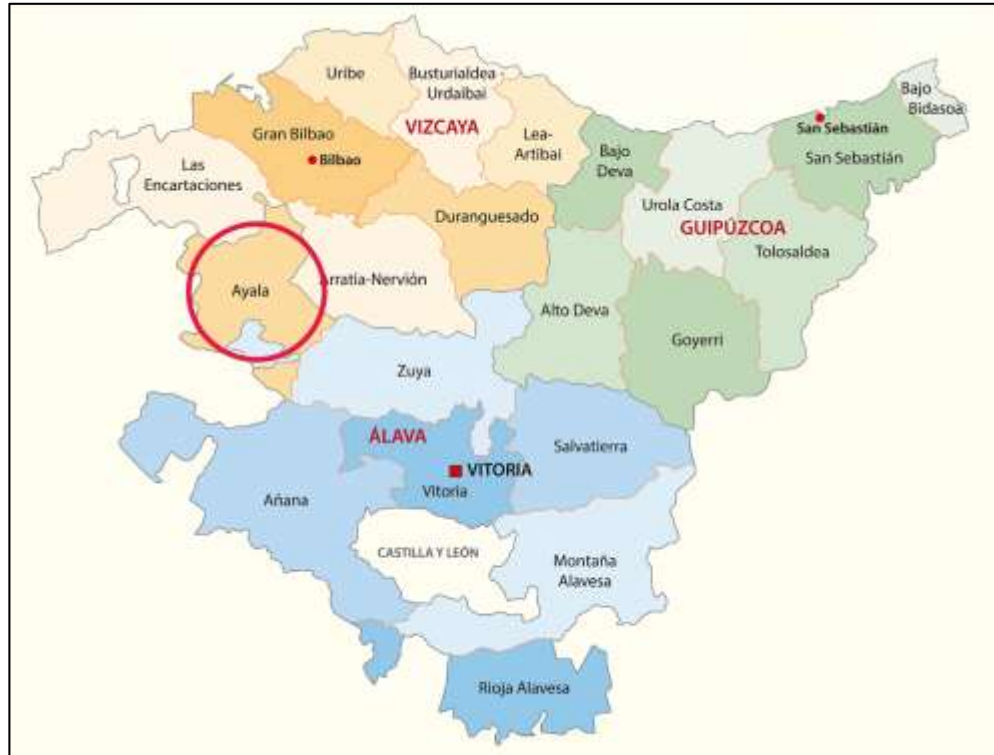 Uribe
Busturialdea -
Urdaibai
Bajo
Bidasoa
Gran Bilbao
VIZCAYA
San Sebastián
Bilbao
Lea-
Artibai
Bajo
Deva
San Sebastián
Las
Encartaciones
Urola Costa
Duranguesado
GUIPÚZCOA
Tolosaldea
Arratia-Nervión
Ayala
Alto Deva
Goyerri
Zuya
ÁLAVA
Salvatierra
VITORIA
Vitoria
Añana
CASTILLA Y LEÓN
Montaña
Alavesa
Rioja Alavesa